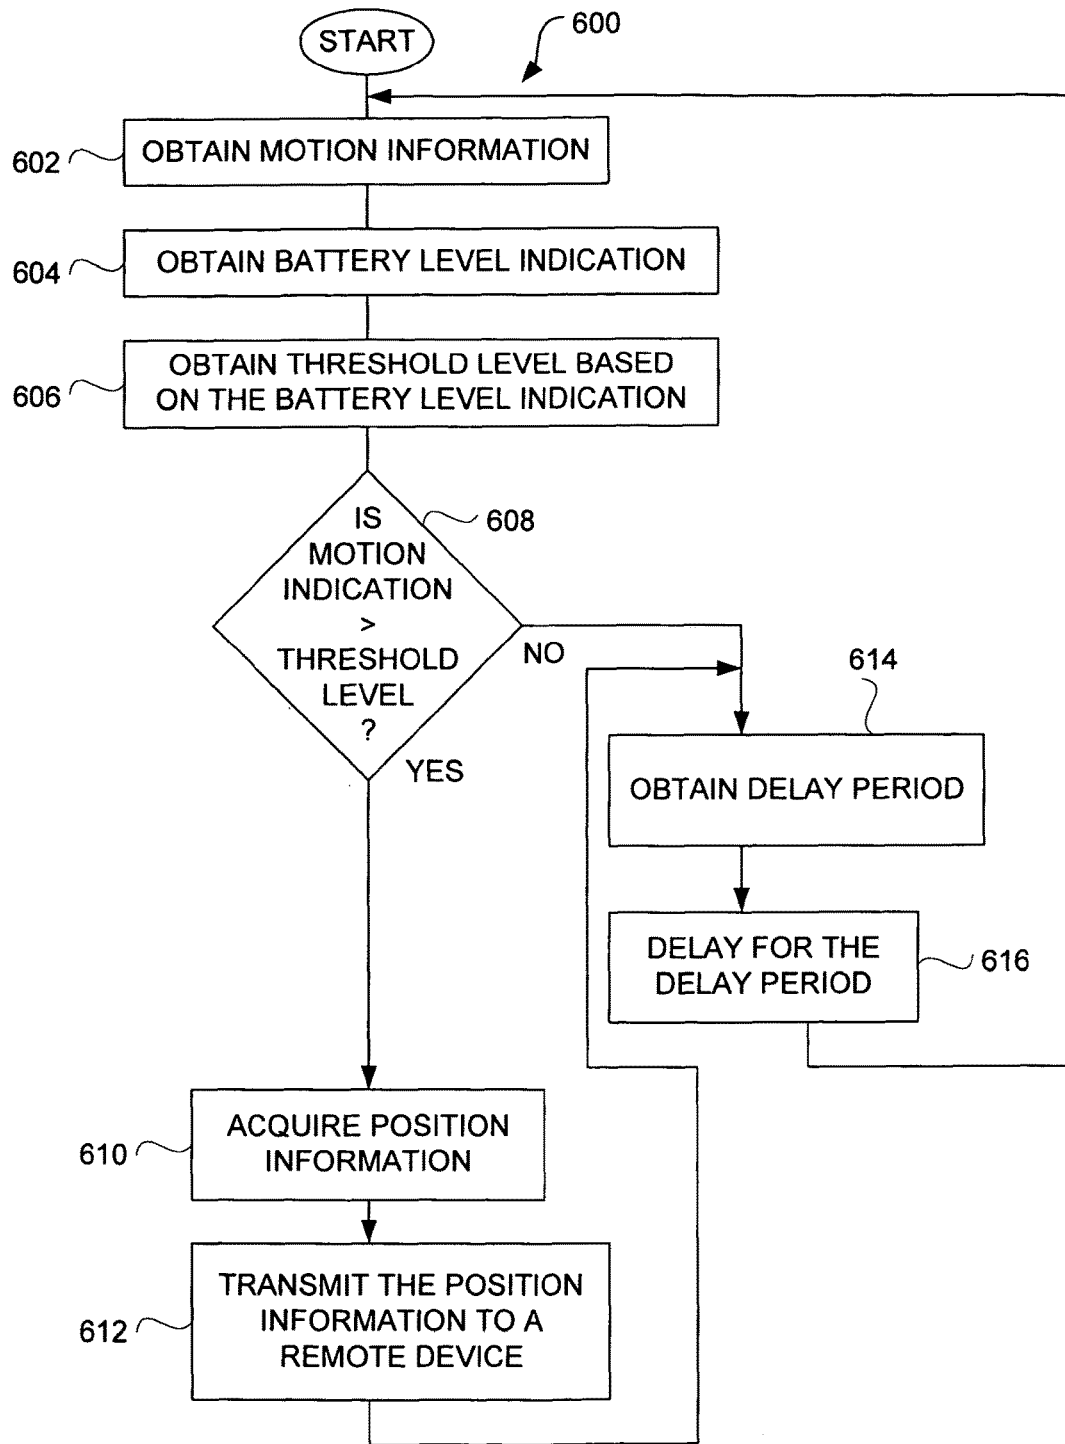 START
600
602
OBTAIN MOTION INFORMATION
604
OBTAIN BATTERY LEVEL INDICATION
606
OBTAIN THRESHOLD LEVEL BASED
ON THE BATTERY LEVEL INDICATION
608
IS
MOTION
INDICATION
>
THRESHOLD
LEVEL
?
NO
YES
614
OBTAIN DELAY PERIOD
DELAY FOR THE
DELAY PERIOD
616
610
ACQUIRE POSITION
INFORMATION
612
TRANSMIT THE POSITION
INFORMATION TO A
REMOTE DEVICE